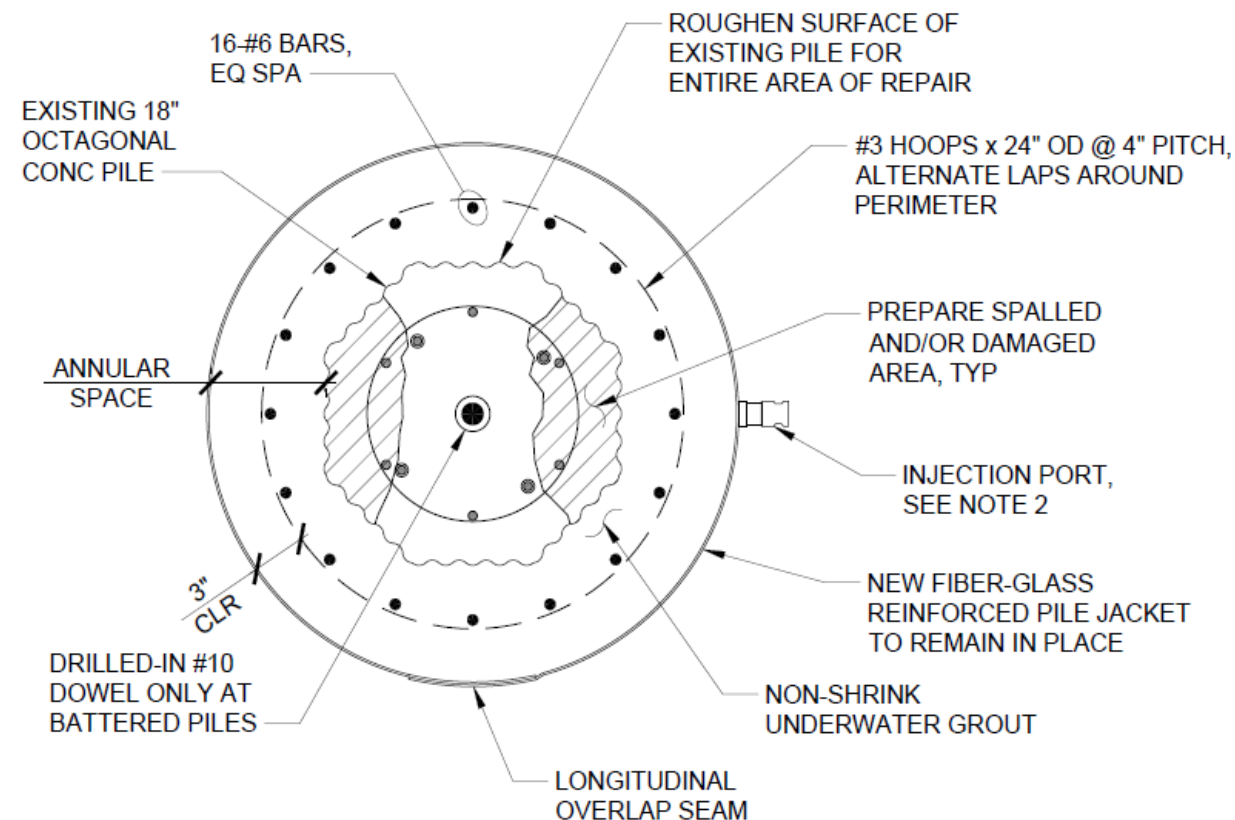 16-#6 BARS,
EQ SPA
ROUGHEN SURFACE OF
EXISTING PILE FOR
ENTIRE AREA OF REPAIR
EXISTING 18"
OCTAGONAL
CONC PILE
#3 HOOPS x 24" OD @ 4" PITCH,
ALTERNATE LAPS AROUND
PERIMETER
PREPARE SPALLED
AND/OR DAMAGED
AREA, TYP
ANNULAR
SPACE
INJECTION PORT,
SEE NOTE 2
3"
CLR
NEW FIBER-GLASS
REINFORCED PILE JACKET
TO REMAIN IN PLACE
DRILLED-IN #10
DOWEL ONLY AT
BATTERED PILES
NON-SHRINK
UNDERWATER GROUT
LONGITUDINAL
OVERLAP SEAM